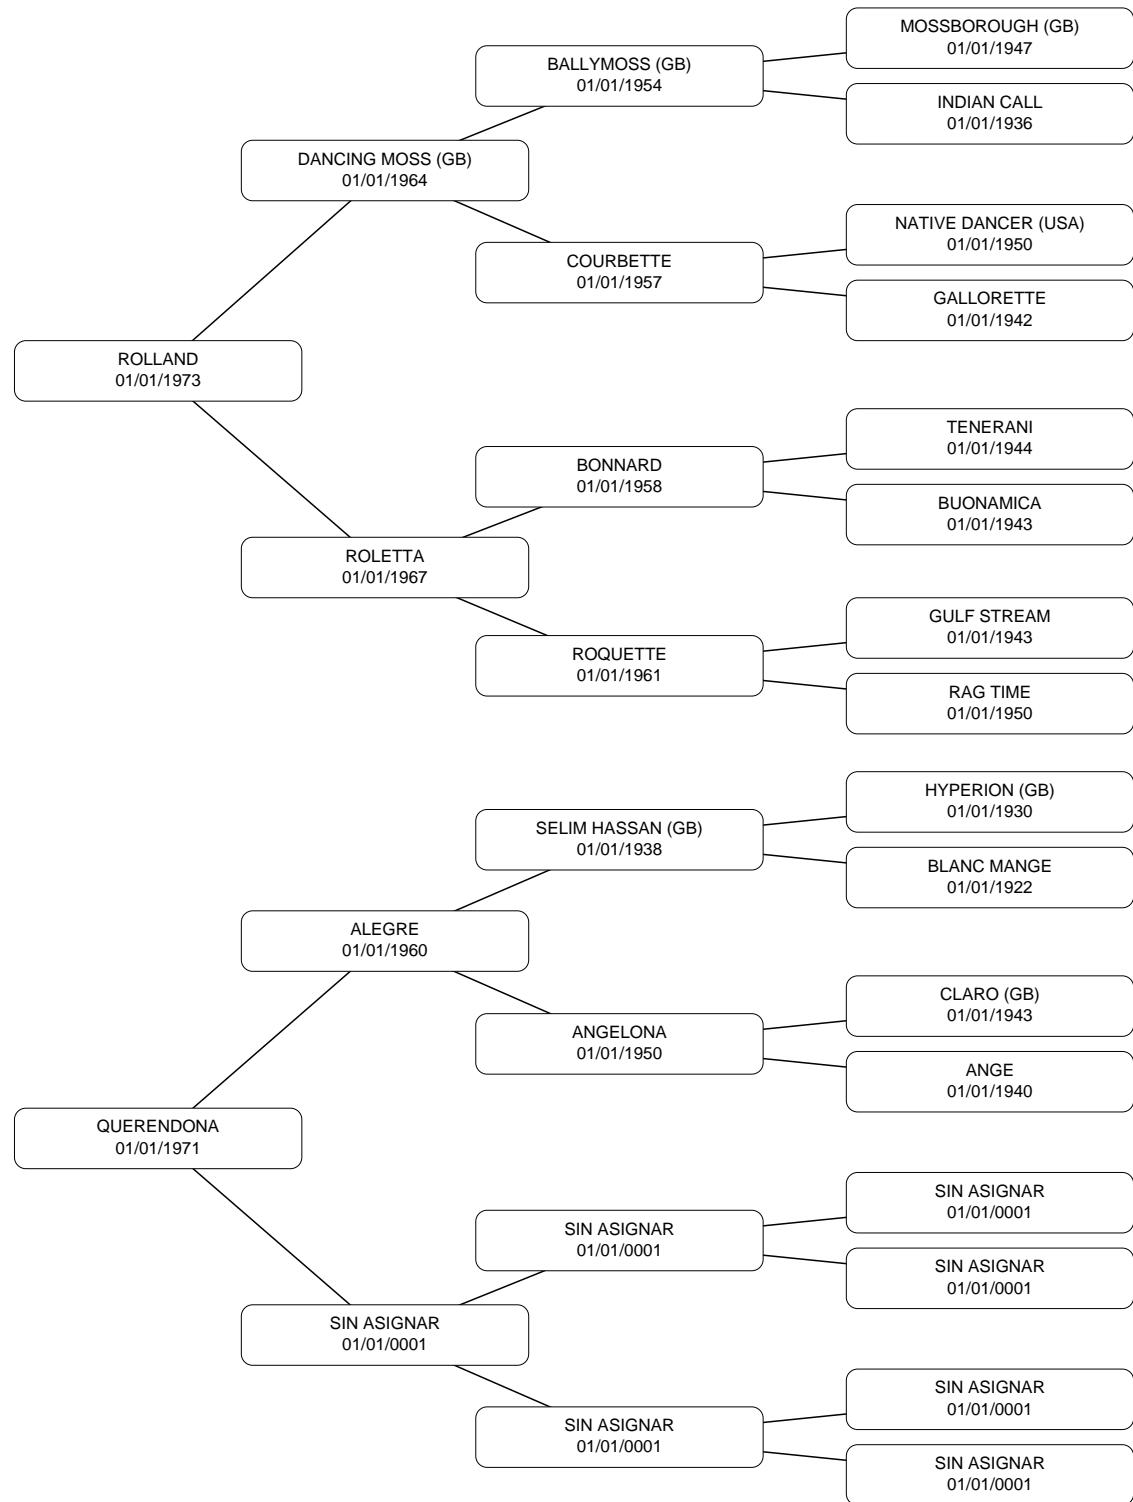 MOSSBOROUGH (GB)
01/01/1947
BALLYMOSS (GB)
01/01/1954
INDIAN CALL
01/01/1936
DANCING MOSS (GB)
01/01/1964
NATIVE DANCER (USA)
01/01/1950
COURBETTE
01/01/1957
GALLORETTE
01/01/1942
ROLLAND
01/01/1973
TENERANI
01/01/1944
BONNARD
01/01/1958
BUONAMICA
01/01/1943
ROLETTA
01/01/1967
GULF STREAM
01/01/1943
ROQUETTE
01/01/1961
RAG TIME
01/01/1950
HYPERION (GB)
01/01/1930
SELIM HASSAN (GB)
01/01/1938
BLANC MANGE
01/01/1922
ALEGRE
01/01/1960
CLARO (GB)
01/01/1943
ANGELONA
01/01/1950
ANGE
01/01/1940
QUERENDONA
01/01/1971
SIN ASIGNAR
01/01/0001
SIN ASIGNAR
01/01/0001
SIN ASIGNAR
01/01/0001
SIN ASIGNAR
01/01/0001
SIN ASIGNAR
01/01/0001
SIN ASIGNAR
01/01/0001
SIN ASIGNAR
01/01/0001